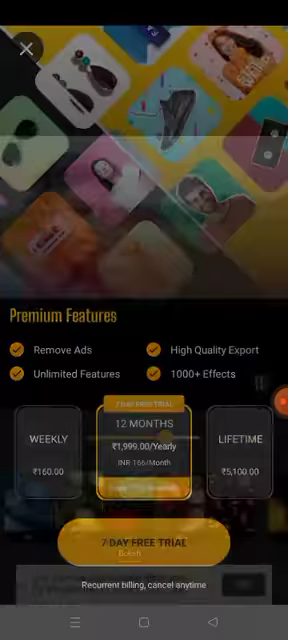 Premium Features
Remove Ads
High Quality Export
Unlimited Features
1000+ Effects
7 DAY FREE TRIAL
WEEKLY
₹160.00
12 MONTHS
₹1,999.00/Yearly
INR 166/Month
LIFETIME
₹5,100.00
7 DAY FREE TRIAL
Bokeh
Recurrent billing, cancel anytime